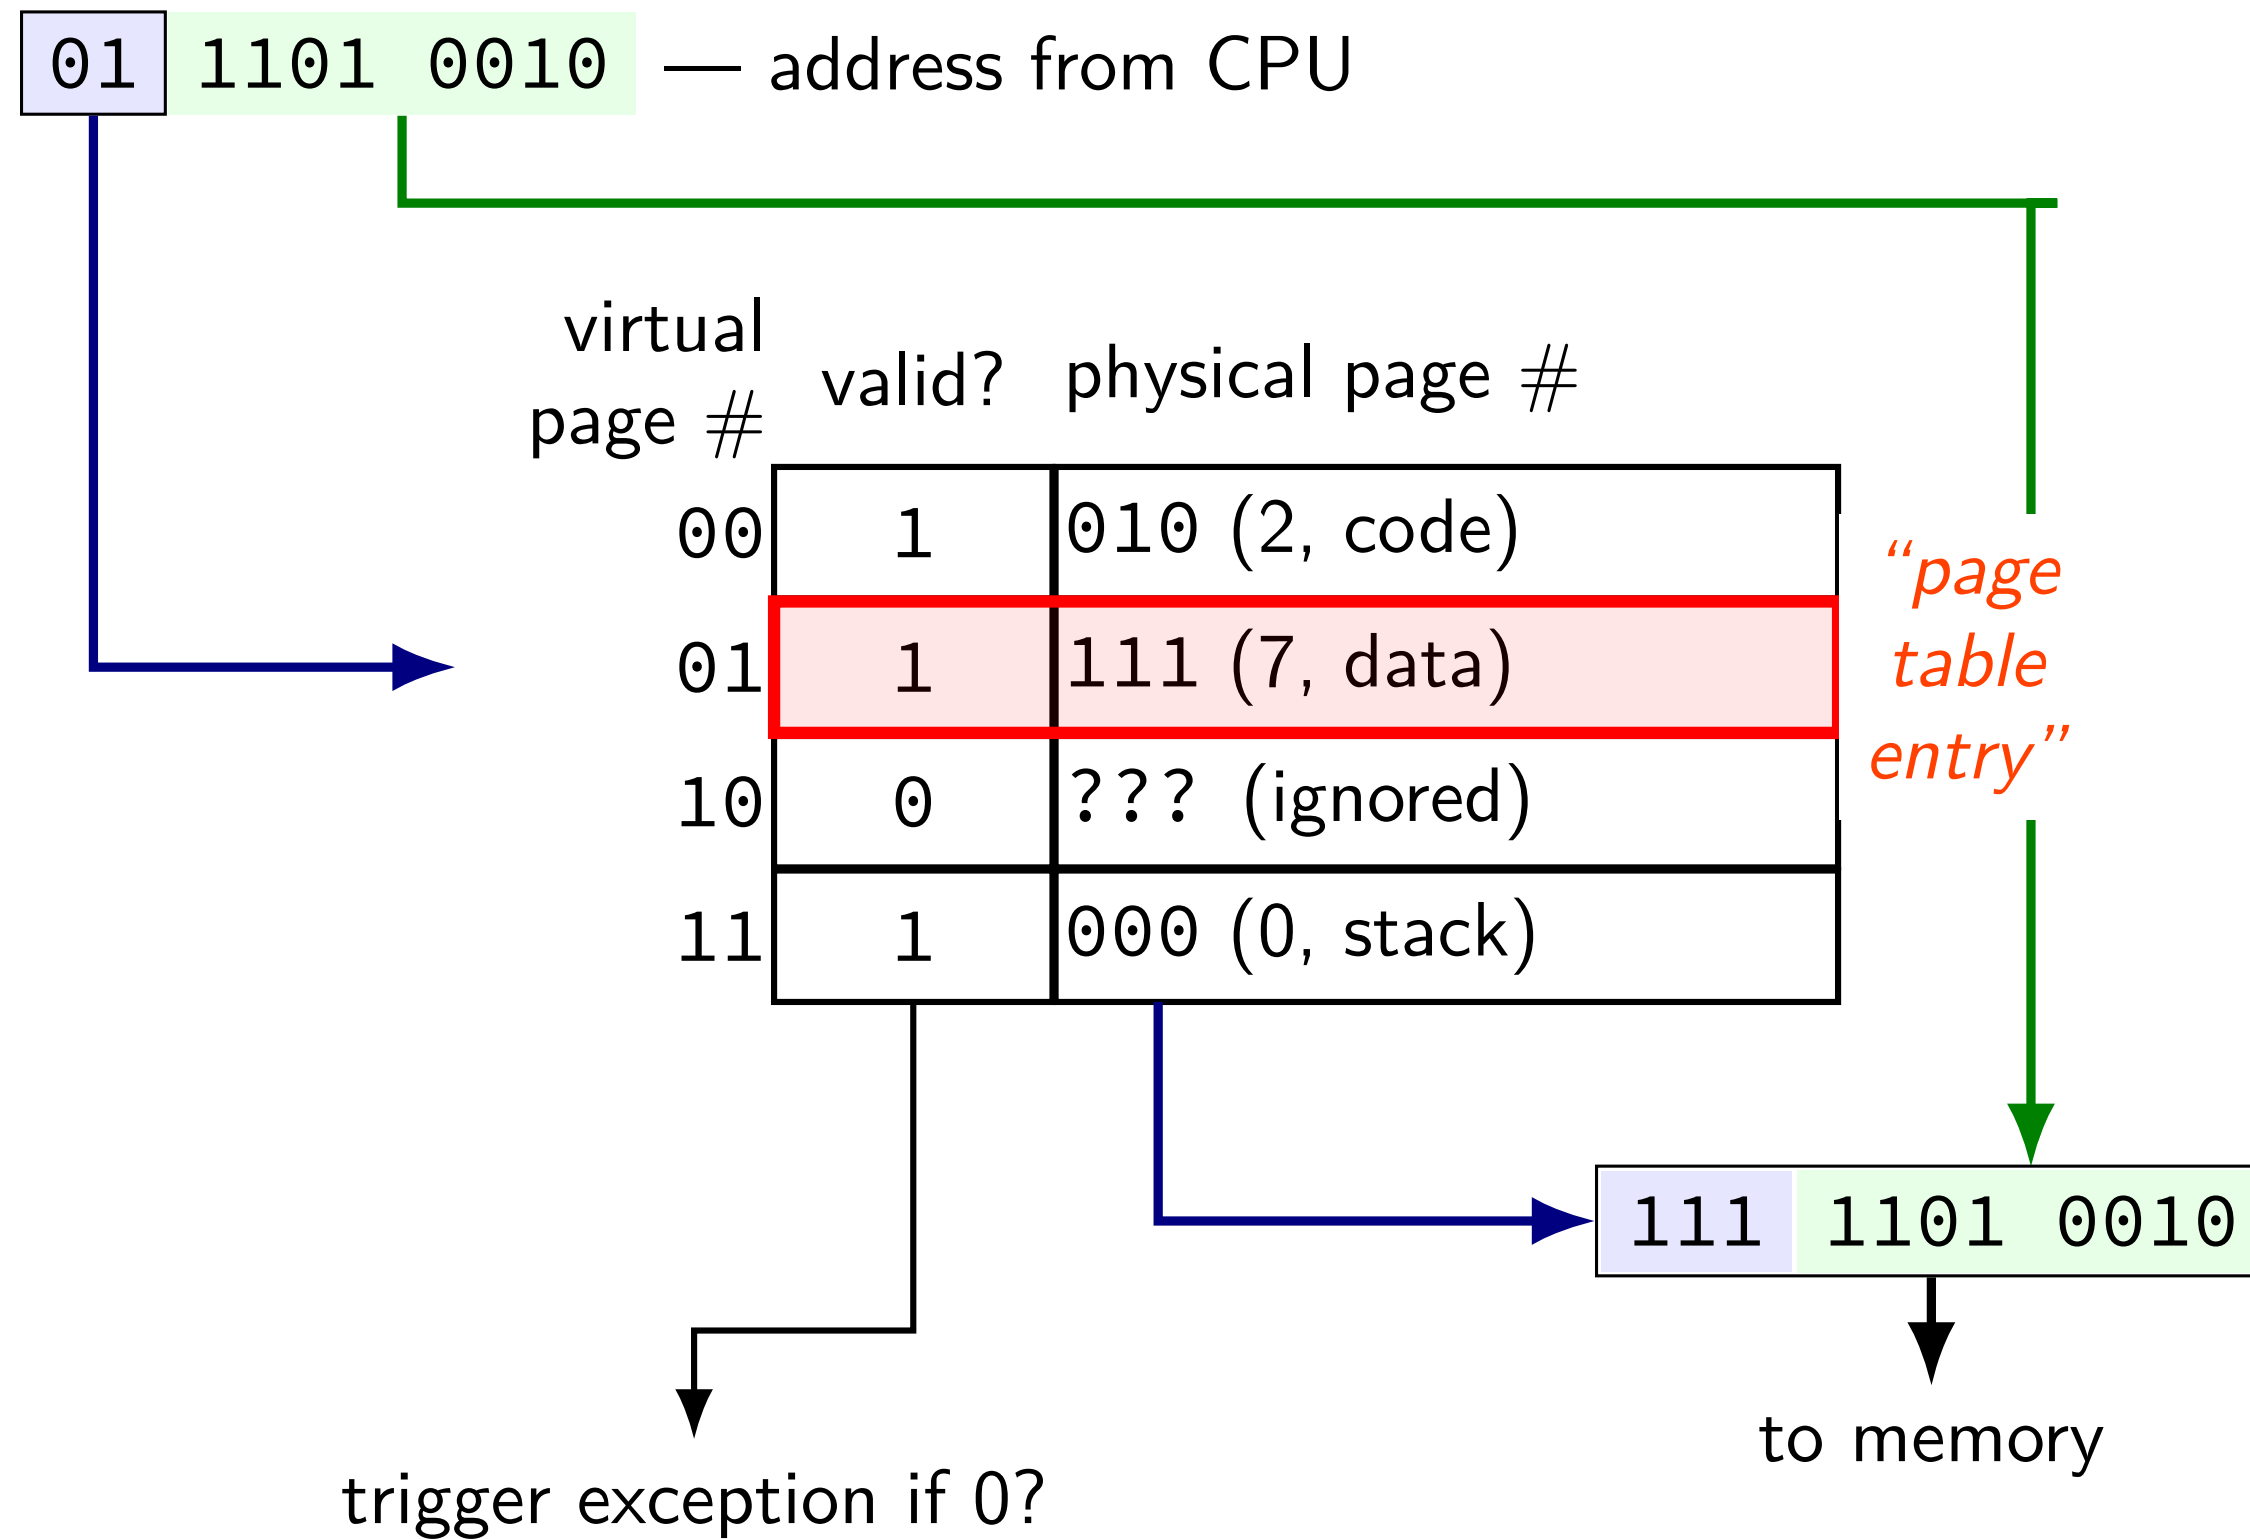 01 1101 0010 — address from CPU
virtual
page #
valid?
physical page #
00 1 010 (2, code)
01 1 111 (7, data)
10 0 ??? (ignored)
11 1 000 (0, stack)
“page
table
entry”
111 1101 0010
to memory
trigger exception if 0?